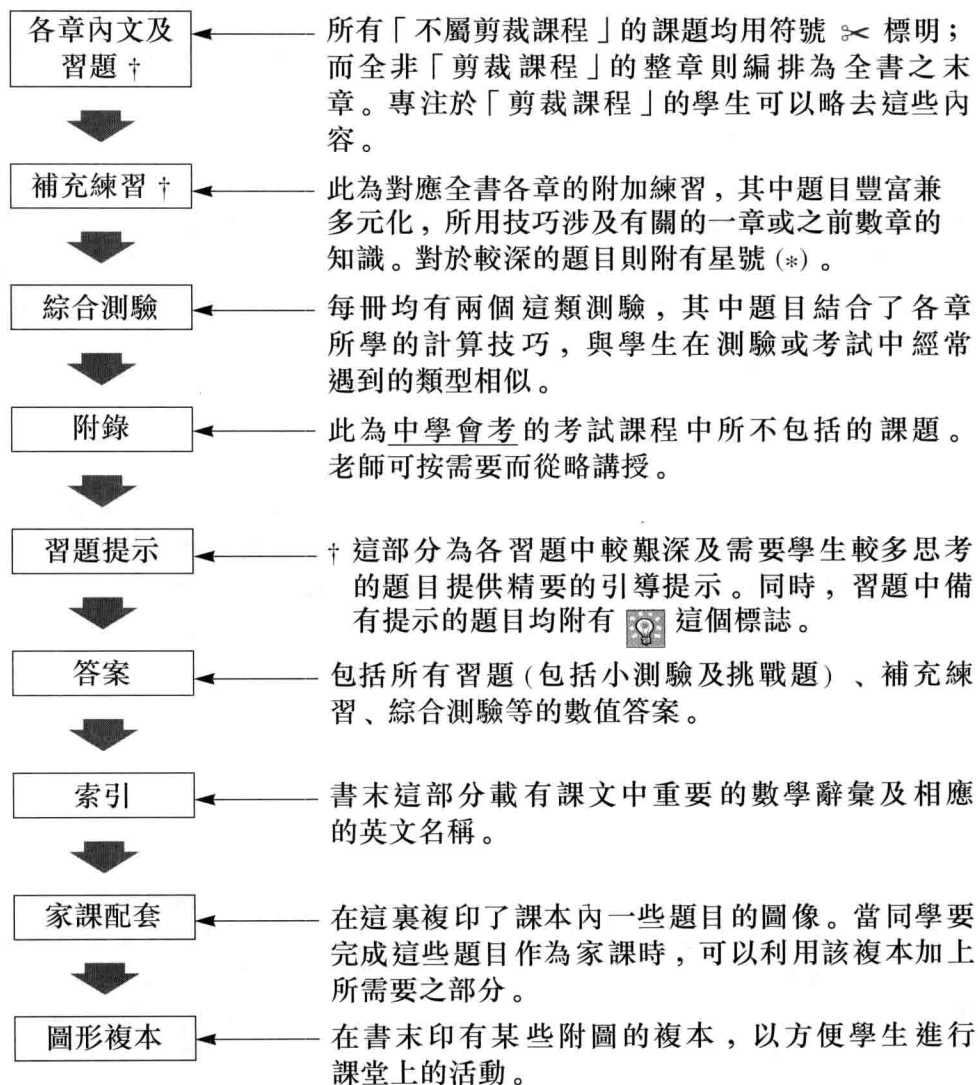 各章內文及
習題 †
所有「不屬剪裁課程」的課題均用符號 ✂ 標明；
而全非「剪裁課程」的整章則編排為全書之末
章。專注於「剪裁課程」的學生可以略去這些內
容。
補充練習 †
此為對應全書各章的附加練習，其中題目豐富兼
多元化，所用技巧涉及有關的一章或之前數章的
知識。對於較深的題目則附有星號 (*) 。
綜合測驗
每冊均有兩個這類測驗，其中題目結合了各章
所學的計算技巧，與學生在測驗或考試中經常
遇到的類型相似。
附錄
此為中學會考的考試課程中所不包括的課題。
老師可按需要而從略講授。
習題提示
† 這部分為各習題中較艱深及需要學生較多思考
的題目提供精要的引導提示。同時，習題中備
有提示的題目均附有 這個標誌。
答案
包括所有習題 (包括小測驗及挑戰題) 、補充練
習、綜合測驗等的數值答案。
索引
書末這部分載有課文中重要的數學辭彙及相應
的英文名稱。
家課配套
在這裏複印了課本內一些題目的圖像。當同學要
完成這些題目作為家課時，可以利用該複本加上
所需要之部分。
圖形複本
在書末印有某些附圖的複本，以方便學生進行
課堂上的活動。